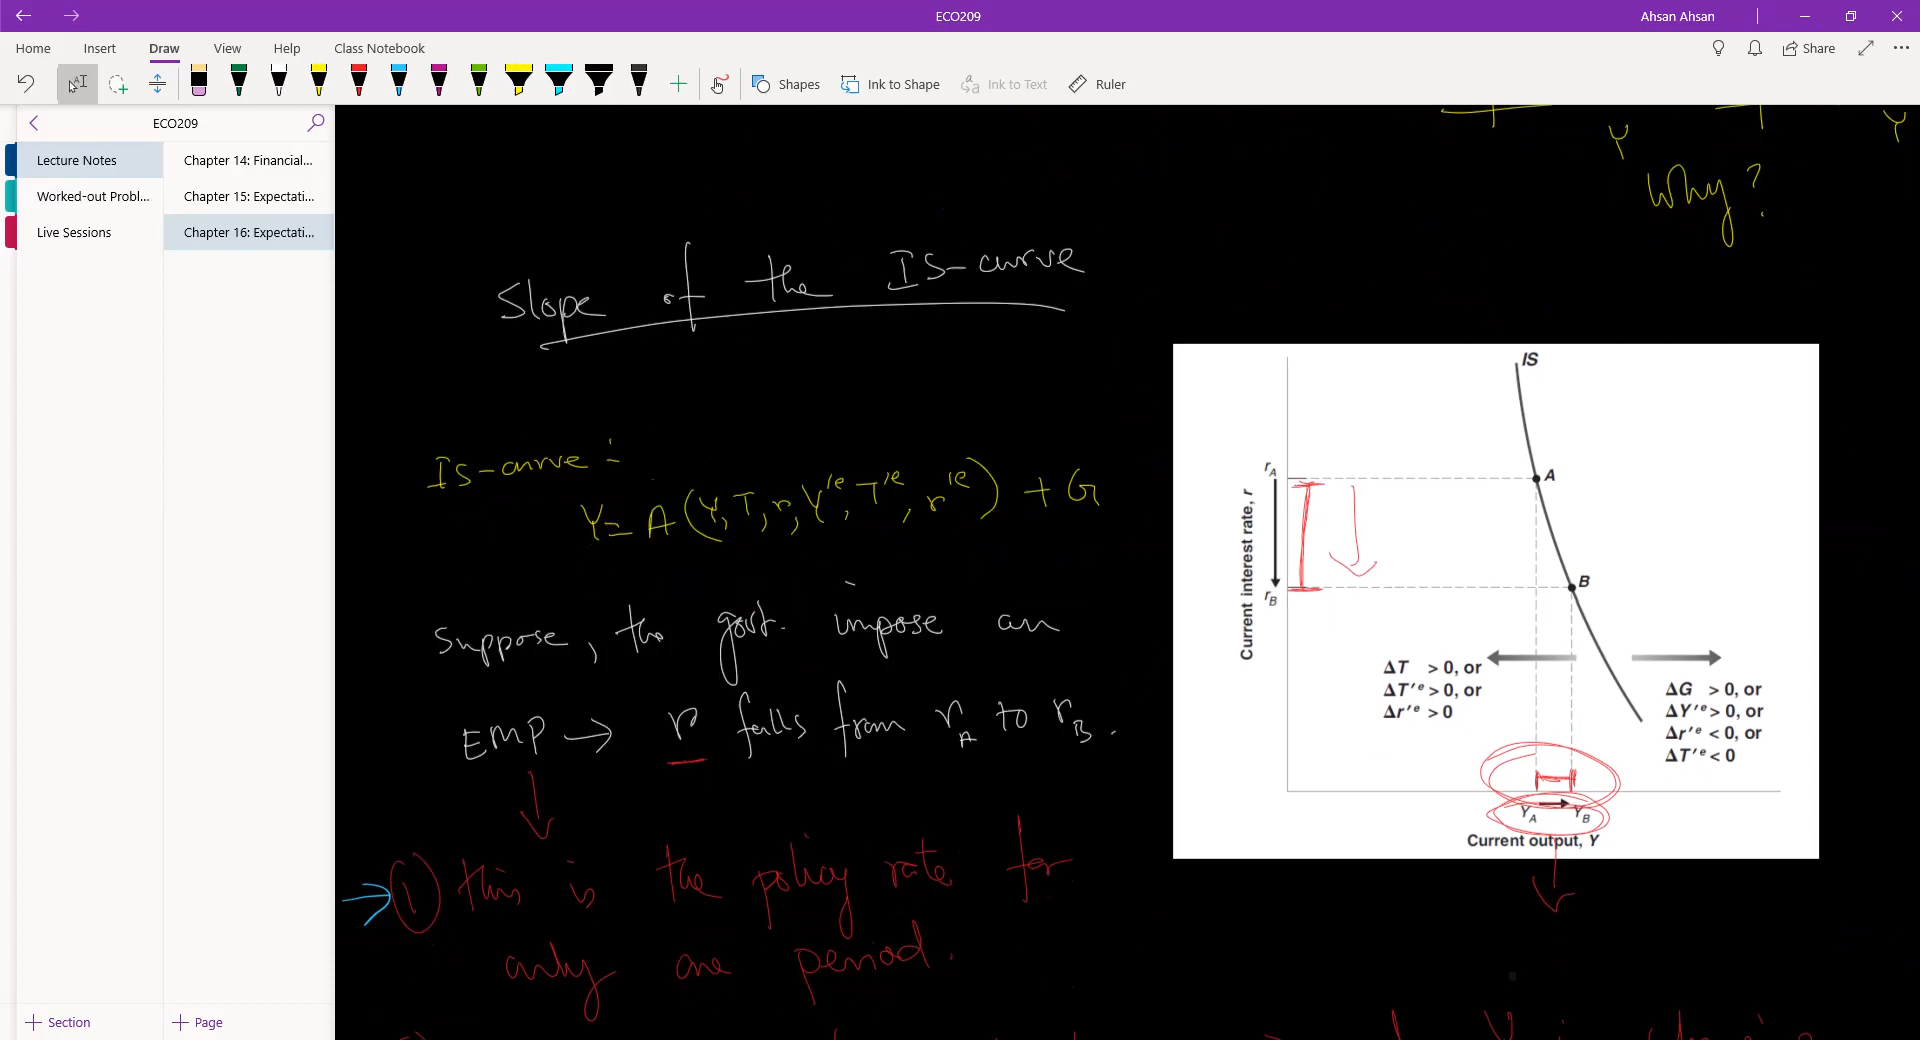 ECO209
Ahsan Ahsan
Home Insert Draw View Help Class Notebook
Share
Shapes Ink to Shape Ink to Text Ruler
ECO209
Lecture Notes
Worked-out Probl...
Live Sessions
Chapter 14: Financial...
Chapter 15: Expectati...
Chapter 16: Expectati...
Section
Page
Y Y
Why?
Slope of the IS-curve
IS-curve:
Y = A(Y, T, r, Y'e, T'e, r'e) + G
Suppose, the govt. impose an
EMP → r falls from rA to rB.
→ ① this is the policy rate for
only one period.
IS
rA
A
rB
B
Current interest rate, r
ΔT > 0, or
ΔT′e > 0, or
Δr′e > 0
ΔG > 0, or
ΔY′e > 0, or
Δr′e < 0, or
ΔT′e < 0
YA YB
Current output, Y